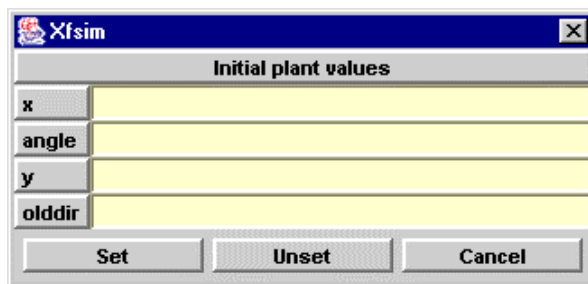 Xfsim
Initial plant values
x
angle
y
olddir
Set Unset Cancel